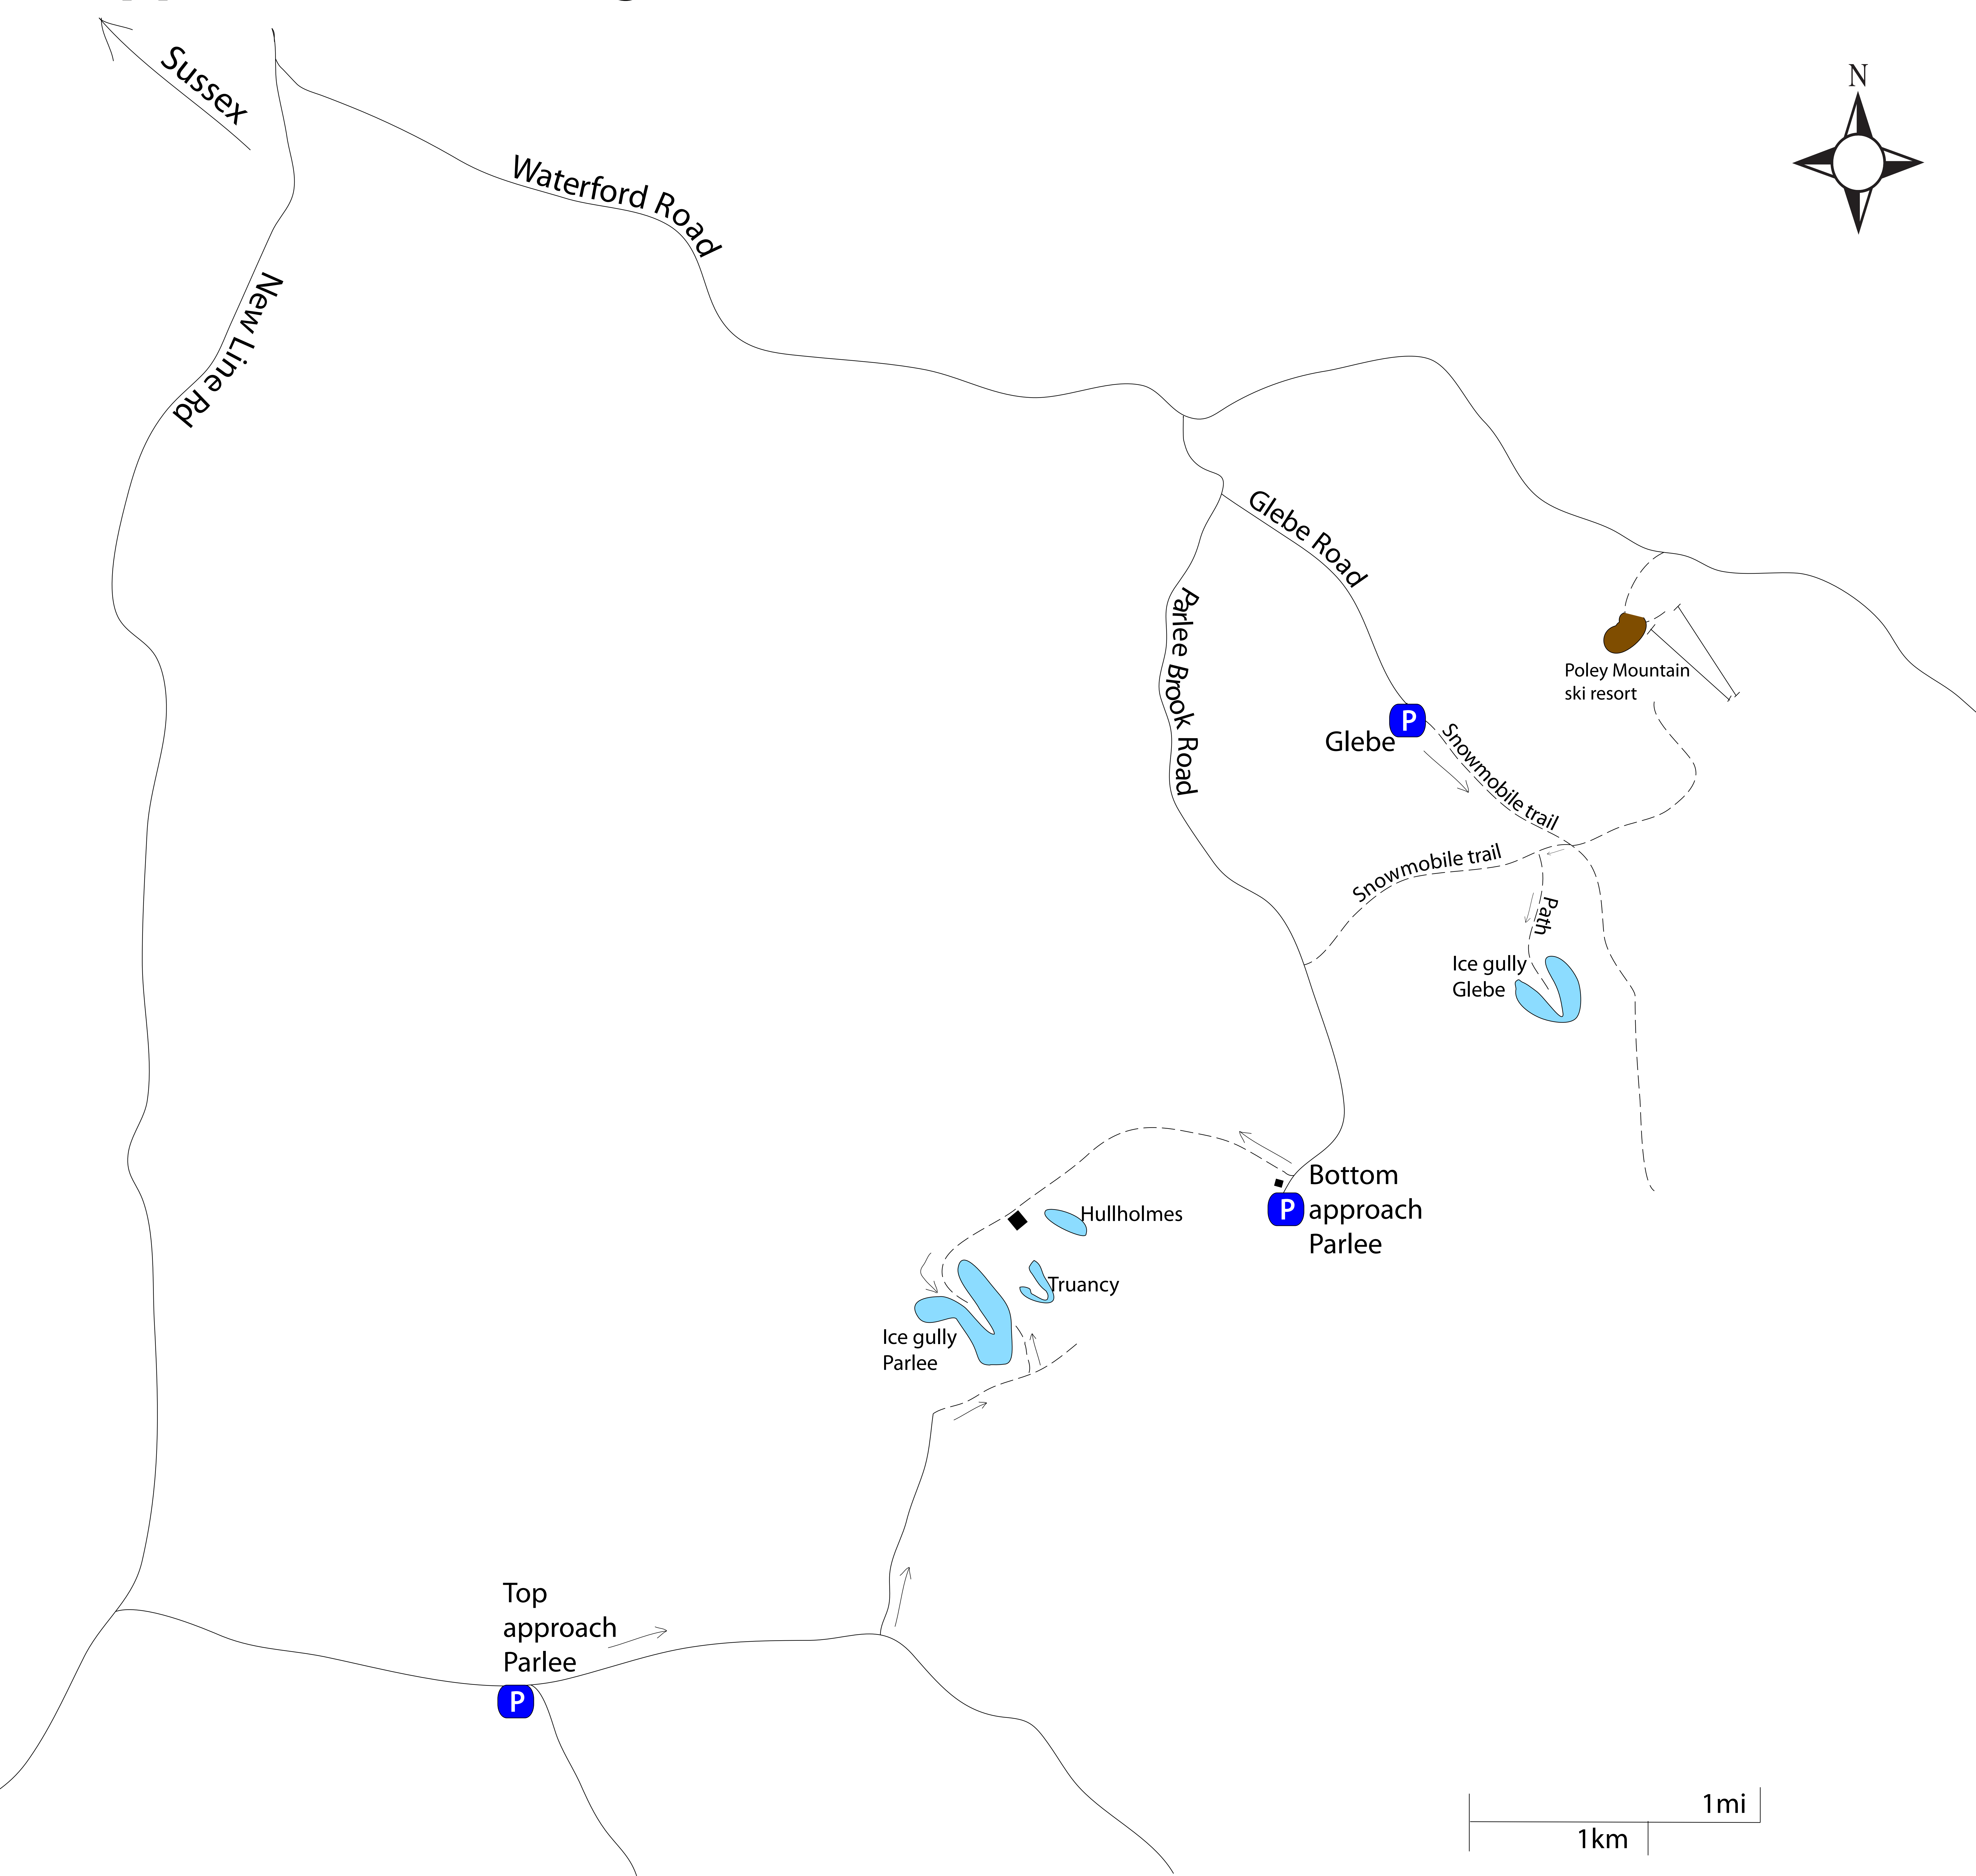 Sussex
N
Waterford Road
New Line Rd
Glebe Road
Parlee Brook Road
Poley Mountain
ski resort
P
Glebe
Snowmobile trail
Snowmobile trail
Path
Ice gully
Glebe
Bottom
approach
Parlee
P
Hullholmes
Truancy
Ice gully
Parlee
Top
approach
Parlee
P
1mi
1km